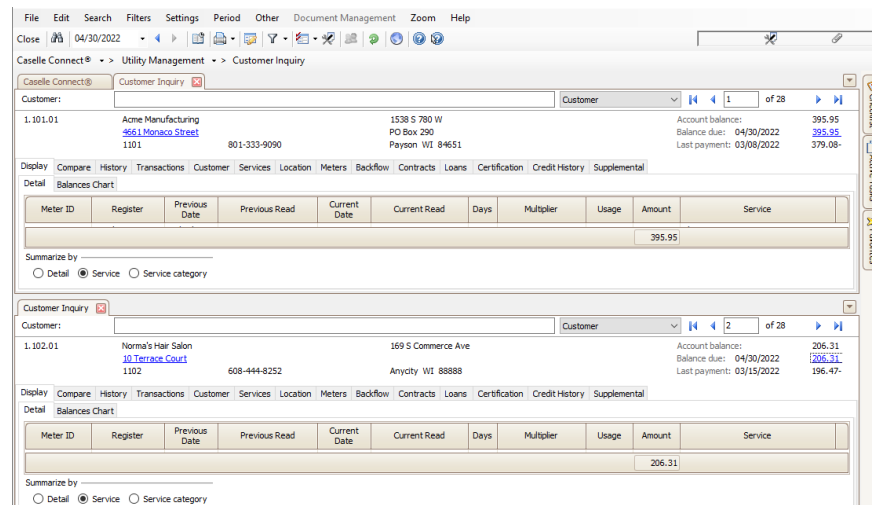 File Edit Search Filters Settings Period Other Document Management Zoom Help
Close 04/30/2022
Caselle Connect® > Utility Management > Customer Inquiry
Caselle Connect® Customer Inquiry
Customer: Customer 1 of 28
1.101.01 Acme Manufacturing 1538 S 780 W Account balance: 395.95
4661 Monaco Street PO Box 290 Balance due: 04/30/2022 395.95
1101 801-333-9090 Payson WI 84651 Last payment: 03/08/2022 379.08-
Display Compare History Transactions Customer Services Location Meters Backflow Contracts Loans Certification Credit History Supplemental
Detail Balances Chart
Meter ID Register Previous Date Previous Read Current Date Current Read Days Multiplier Usage Amount Service
395.95
Summarize by
Detail Service Service category
Customer Inquiry
Customer: Customer 2 of 28
1.102.01 Norma's Hair Salon 169 S Commerce Ave Account balance: 206.31
10 Terrace Court Balance due: 04/30/2022 206.31
1102 608-444-8252 Anycity WI 88888 Last payment: 03/15/2022 196.47-
Display Compare History Transactions Customer Services Location Meters Backflow Contracts Loans Certification Credit History Supplemental
Detail Balances Chart
Meter ID Register Previous Date Previous Read Current Date Current Read Days Multiplier Usage Amount Service
206.31
Summarize by
Detail Service Service category